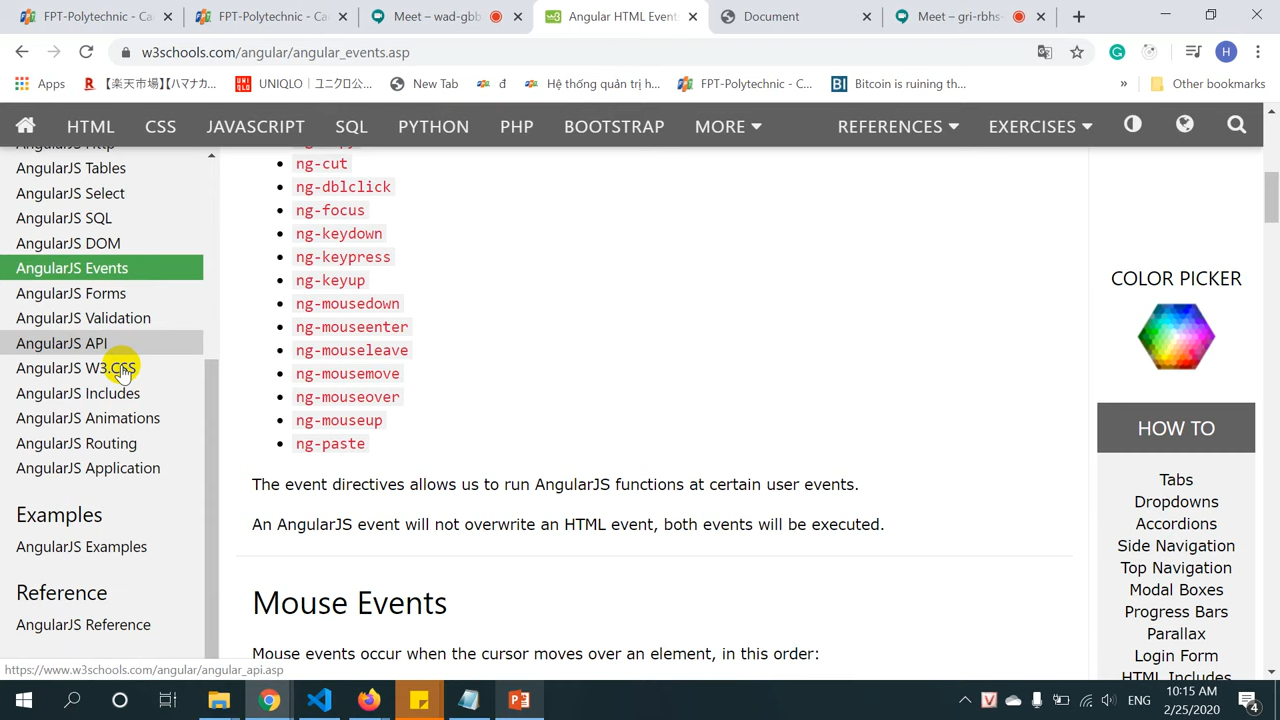 FPT-Polytechnic - Ca
FPT-Polytechnic - Ca
Meet – wad-gbb
Angular HTML Event
Document
Meet – gri-rbhs-
w3schools.com/angular/angular_events.asp
H
Apps
【楽天市場】【ハマナカ...
UNIQLO | ユニクロ公...
New Tab
đ
Hệ thống quản trị h...
FPT-Polytechnic - C...
Bitcoin is ruining th...
»
Other bookmarks
HTML
CSS
JAVASCRIPT
SQL
PYTHON
PHP
BOOTSTRAP
MORE
REFERENCES
EXERCISES
AngularJS Http
AngularJS Tables
AngularJS Select
AngularJS SQL
AngularJS DOM
AngularJS Events
AngularJS Forms
AngularJS Validation
AngularJS API
AngularJS W3.CSS
AngularJS Includes
AngularJS Animations
AngularJS Routing
AngularJS Application
Examples
AngularJS Examples
Reference
AngularJS Reference
https://www.w3schools.com/angular/angular_api.asp
ng-cut
ng-dblclick
ng-focus
ng-keydown
ng-keypress
ng-keyup
ng-mousedown
ng-mouseenter
ng-mouseleave
ng-mousemove
ng-mouseover
ng-mouseup
ng-paste
The event directives allows us to run AngularJS functions at certain user events.
An AngularJS event will not overwrite an HTML event, both events will be executed.
Mouse Events
Mouse events occur when the cursor moves over an element, in this order:
COLOR PICKER
HOW TO
Tabs
Dropdowns
Accordions
Side Navigation
Top Navigation
Modal Boxes
Progress Bars
Parallax
Login Form
HTML Includes
ENG
10:15 AM
2/25/2020
4